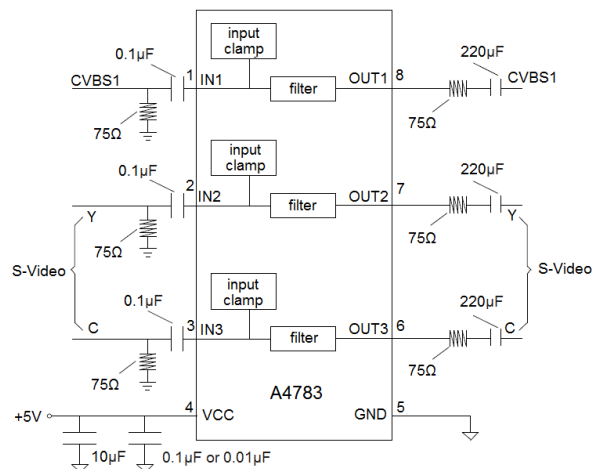 0.1µF
input
clamp
220µF
CVBS1
1
IN1
filter
OUT1
8
CVBS1
75Ω
75Ω
0.1µF
input
clamp
220µF
Y
2
IN2
filter
OUT2
7
Y
75Ω
75Ω
S-Video
S-Video
0.1µF
input
clamp
220µF
C
3
IN3
filter
OUT3
6
C
75Ω
75Ω
A4783
+5V
4
VCC
GND
5
10µF
0.1µF or 0.01µF